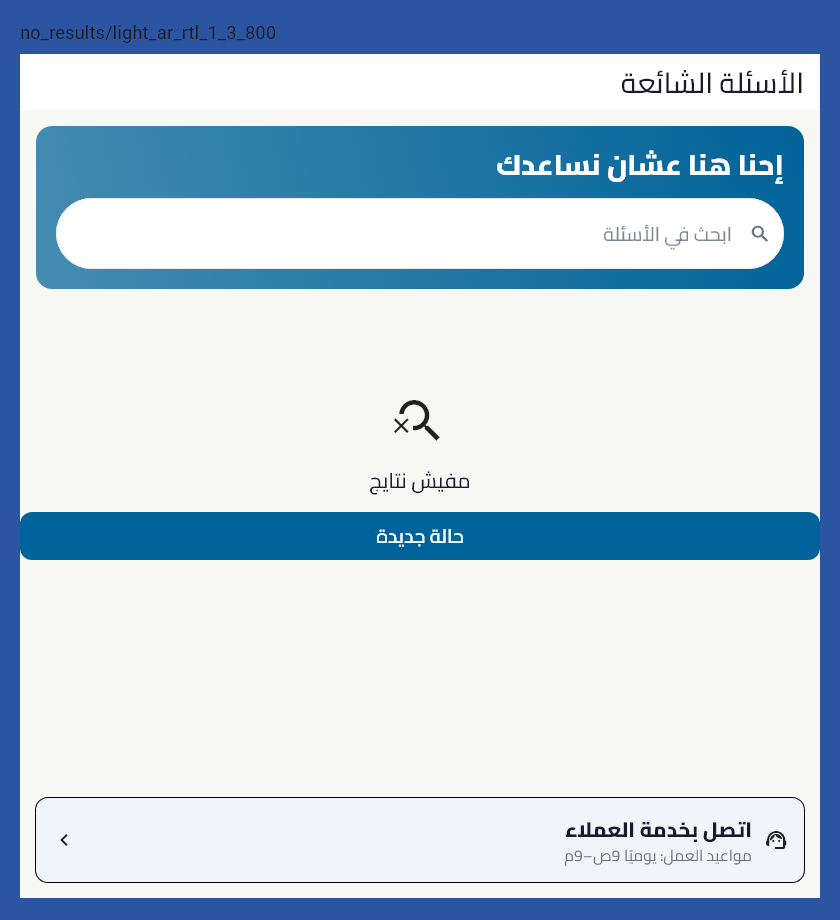 no_results/light_ar_rtl_1_3_800
الأسئلة الشائعة
إحنا هنا عشان نساعدك
ابحث في الأسئلة
مفيش نتايج
حالة جديدة
اتصل بخدمة العملاء
مواعيد العمل: يوميًا 9ص–9م